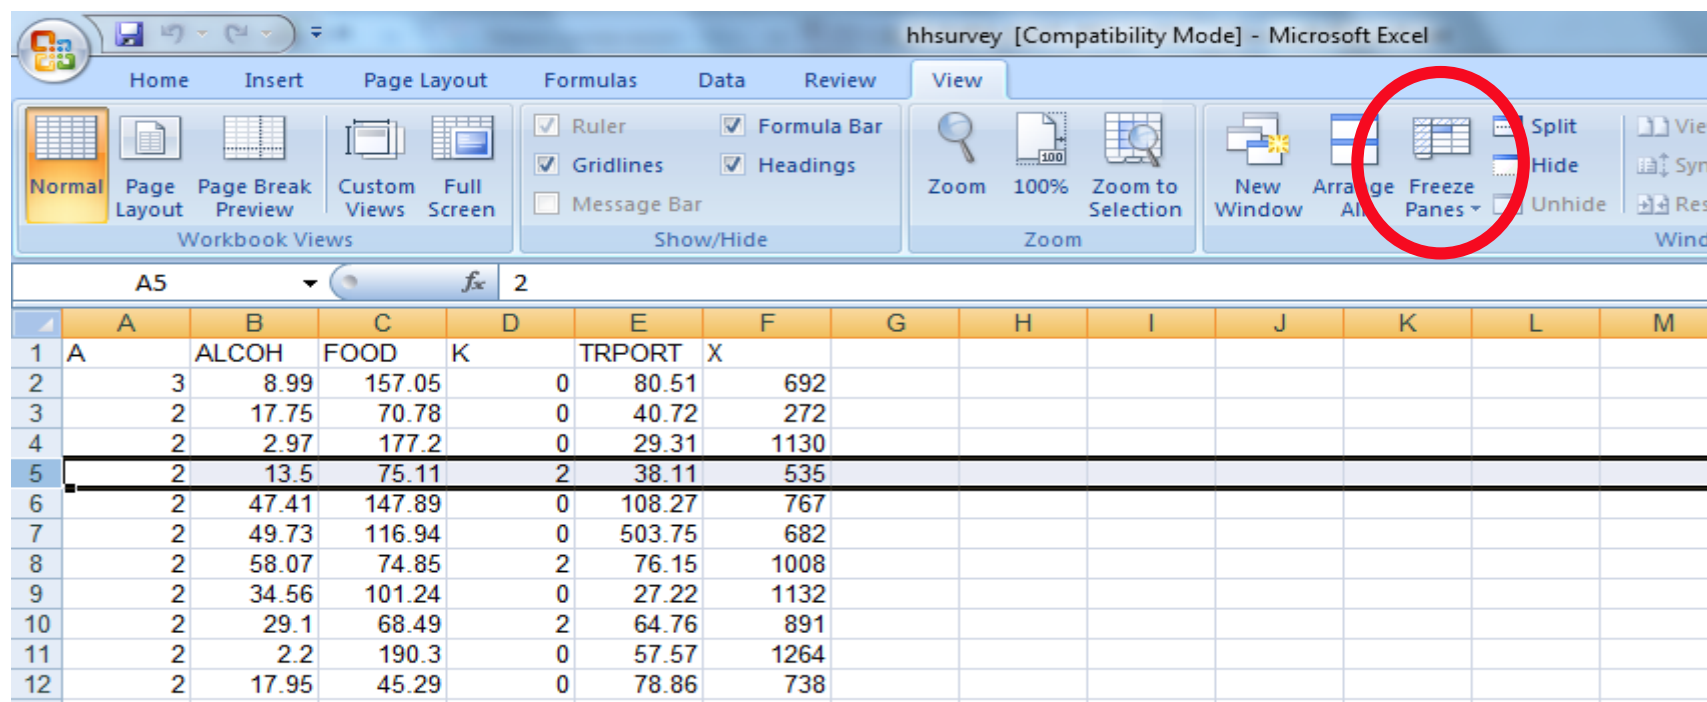 hhsurvey [Compatibility Mode] - Microsoft Excel
Home Insert Page Layout Formulas Data Review View
Normal Page Layout Page Break Preview Custom Views Full Screen
Workbook Views
Ruler Formula Bar
Gridlines Headings
Message Bar
Show/Hide
Zoom 100% Zoom to Selection
Zoom
New Window Arrange All Freeze Panes
Split
Hide
Unhide
A5 fx 2
A B C D E F G H I J K L M
1 A ALCOH FOOD K TRPORT X
2 3 8.99 157.05 0 80.51 692
3 2 17.75 70.78 0 40.72 272
4 2 2.97 177.2 0 29.31 1130
5 2 13.5 75.11 2 38.11 535
6 2 47.41 147.89 0 108.27 767
7 2 49.73 116.94 0 503.75 682
8 2 58.07 74.85 2 76.15 1008
9 2 34.56 101.24 0 27.22 1132
10 2 29.1 68.49 2 64.76 891
11 2 2.2 190.3 0 57.57 1264
12 2 17.95 45.29 0 78.86 738